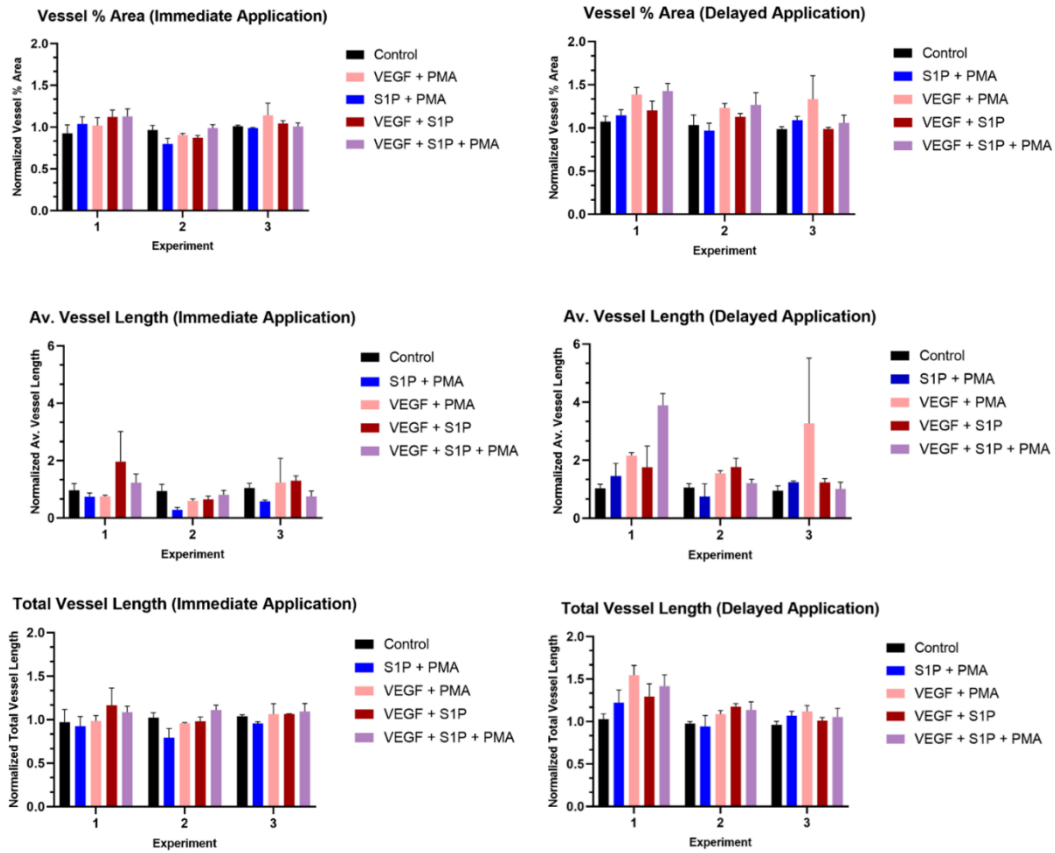 Vessel % Area (Immediate Application)
Normalized Vessel % Area
2.0
1.5
1.0
0.5
0.0
1
2
3
Experiment
Control
VEGF + PMA
S1P + PMA
VEGF + S1P
VEGF + S1P + PMA
Vessel % Area (Delayed Application)
Normalized Vessel % Area
2.0
1.5
1.0
0.5
0.0
1
2
3
Experiment
Control
S1P + PMA
VEGF + PMA
VEGF + S1P
VEGF + S1P + PMA
Av. Vessel Length (Immediate Application)
Normalized Av. Vessel Length
6
4
2
0
1
2
3
Experiment
Control
S1P + PMA
VEGF + PMA
VEGF + S1P
VEGF + S1P + PMA
Av. Vessel Length (Delayed Application)
Normalized Av. Vessel Length
6
4
2
0
1
2
3
Experiment
Control
S1P + PMA
VEGF + PMA
VEGF + S1P
VEGF + S1P + PMA
Total Vessel Length (Immediate Application)
Normalized Total Vessel Length
2.0
1.5
1.0
0.5
0.0
1
2
3
Experiment
Control
S1P + PMA
VEGF + PMA
VEGF + S1P
VEGF + S1P + PMA
Total Vessel Length (Delayed Application)
Normalized Total Vessel Length
2.0
1.5
1.0
0.5
0.0
1
2
3
Experiment
Control
S1P + PMA
VEGF + PMA
VEGF + S1P
VEGF + S1P + PMA